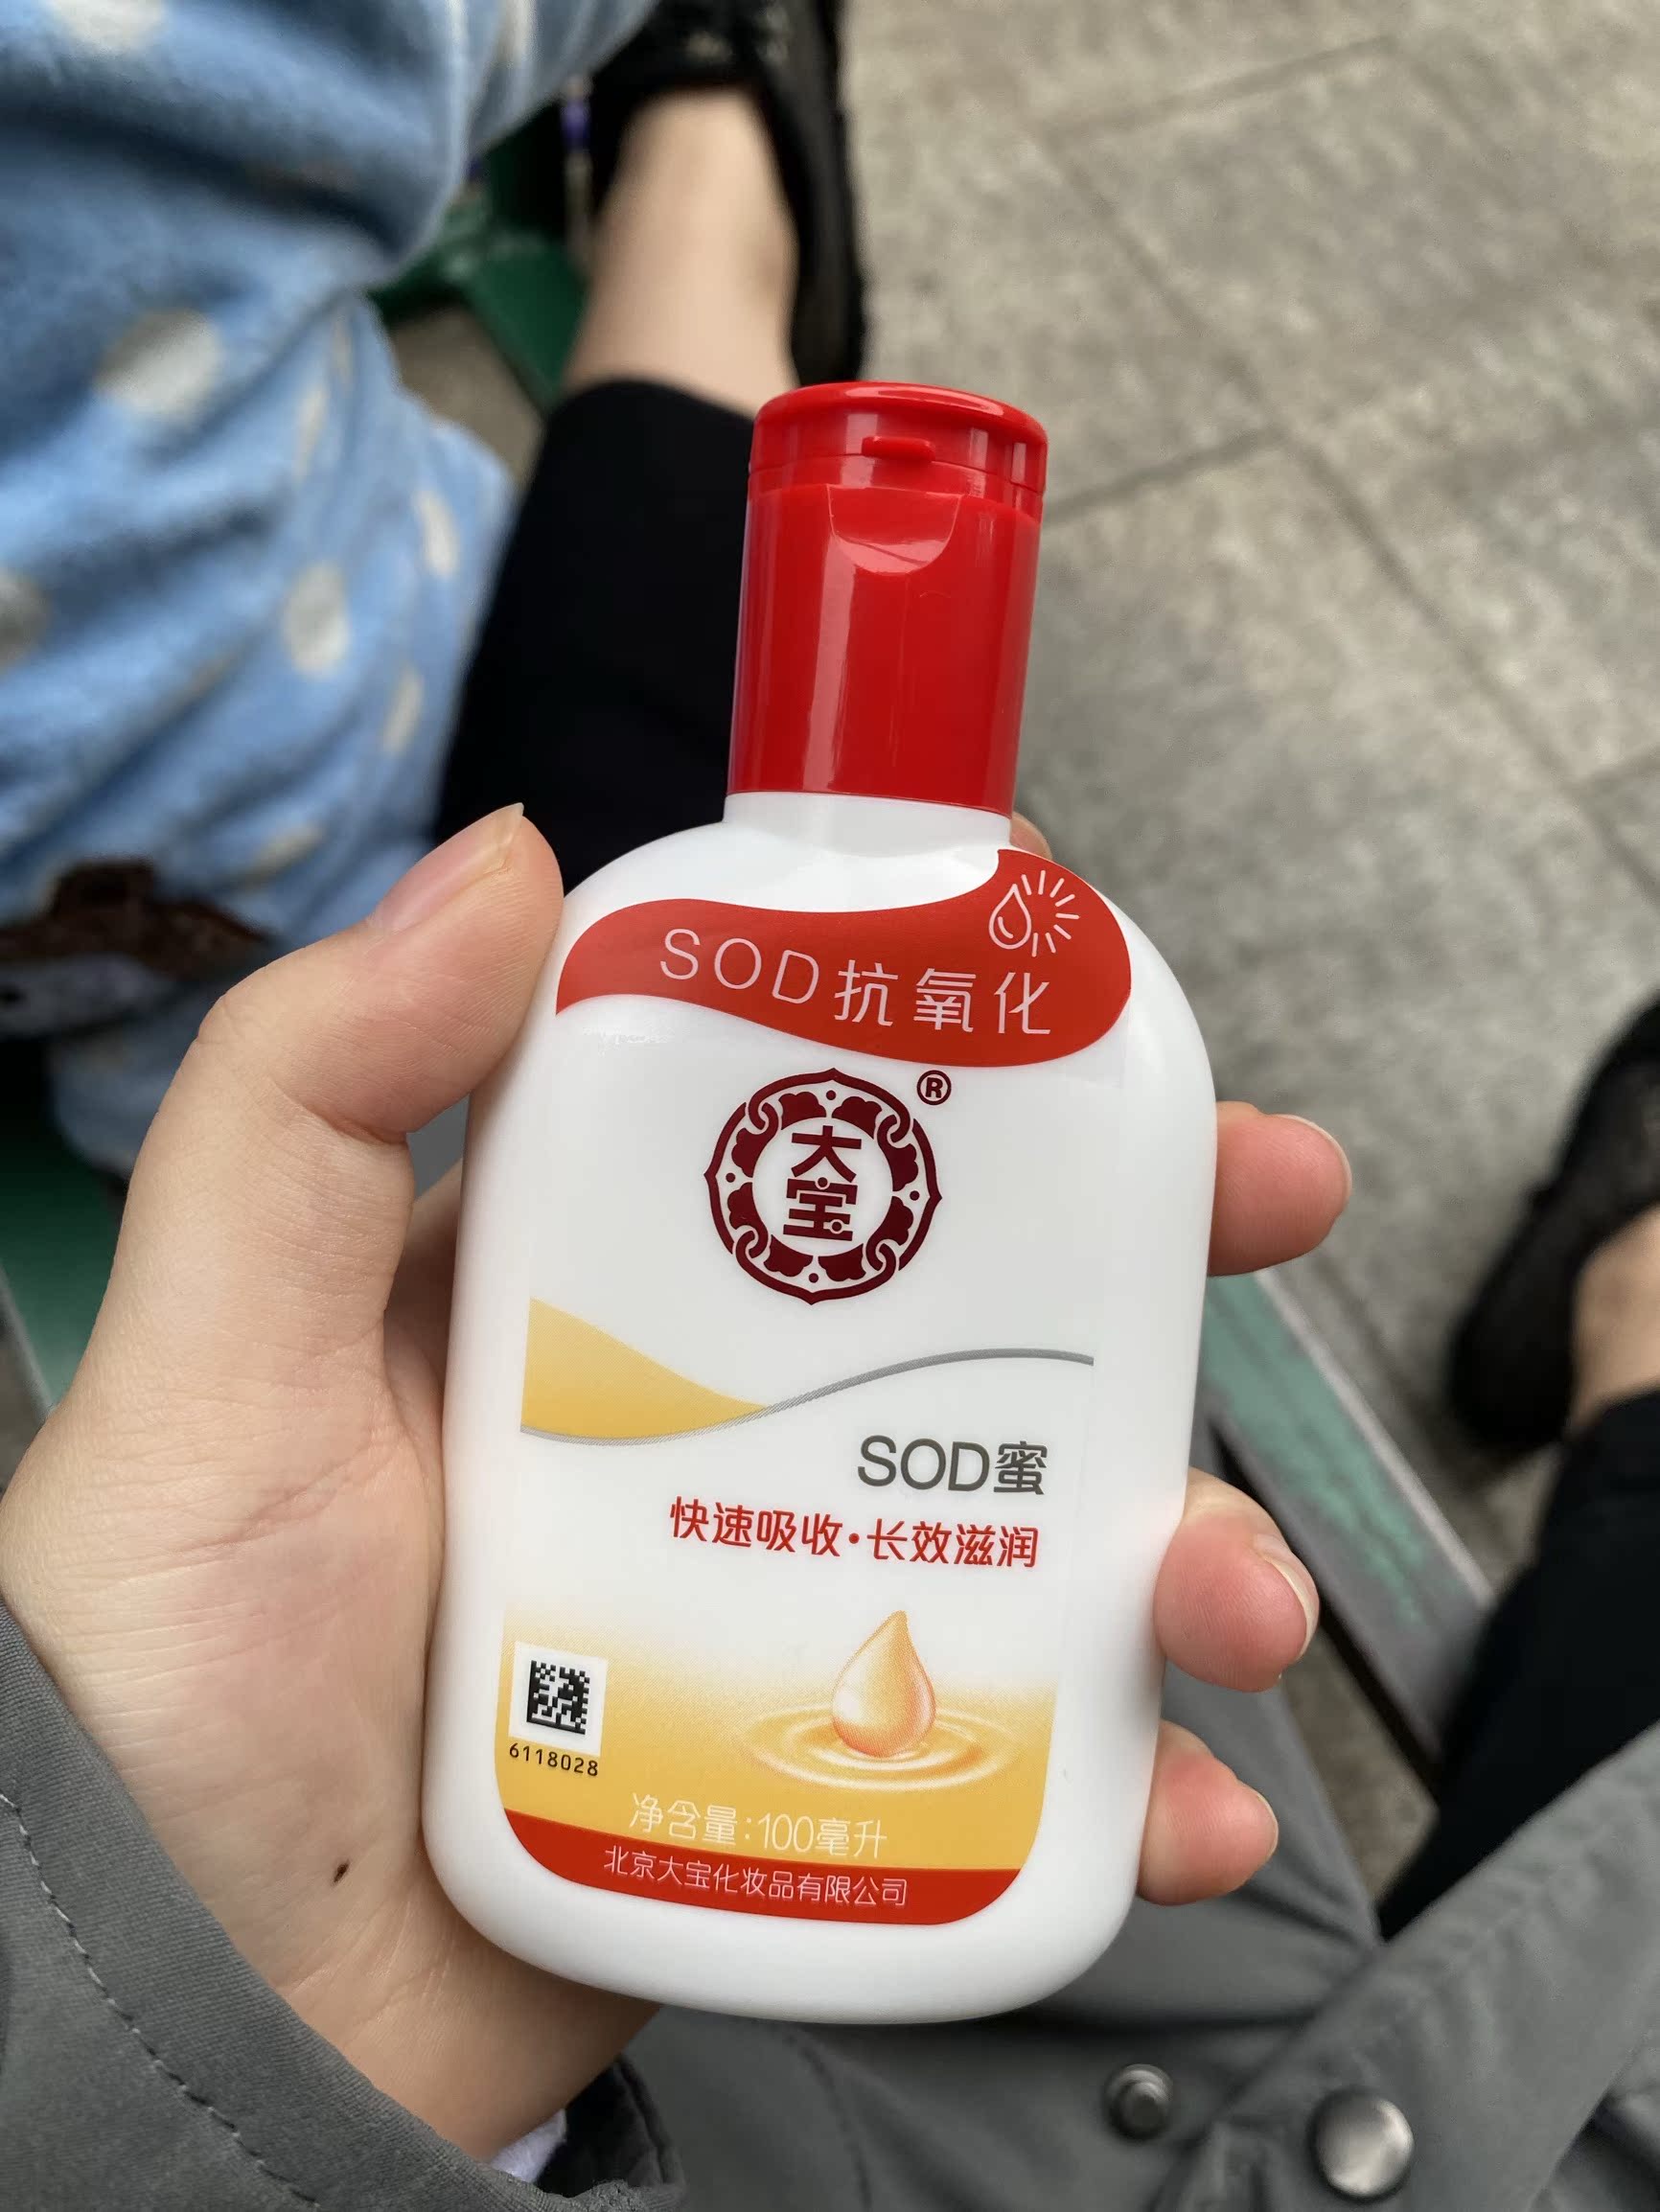 SOD抗氧化
®
大
宝
SOD蜜
快速吸收·长效滋润
6118028
净含量:100毫升
北京大宝化妆品有限公司